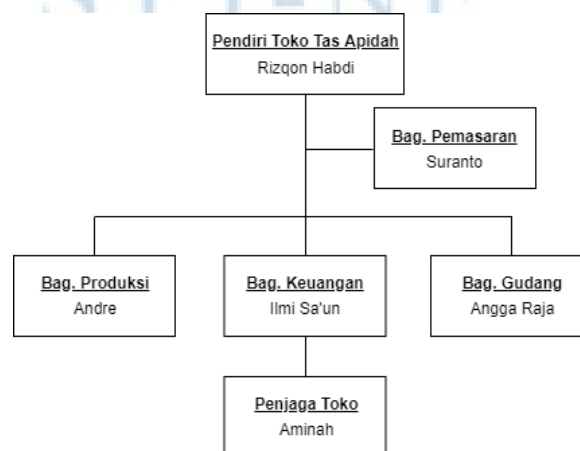 Pendiri Toko Tas Apidah
Rizqon Habdi
Bag. Pemasaran
Suranto
Bag. Produksi
Andre
Bag. Keuangan
Ilmi Sa'un
Bag. Gudang
Angga Raja
Penjaga Toko
Aminah